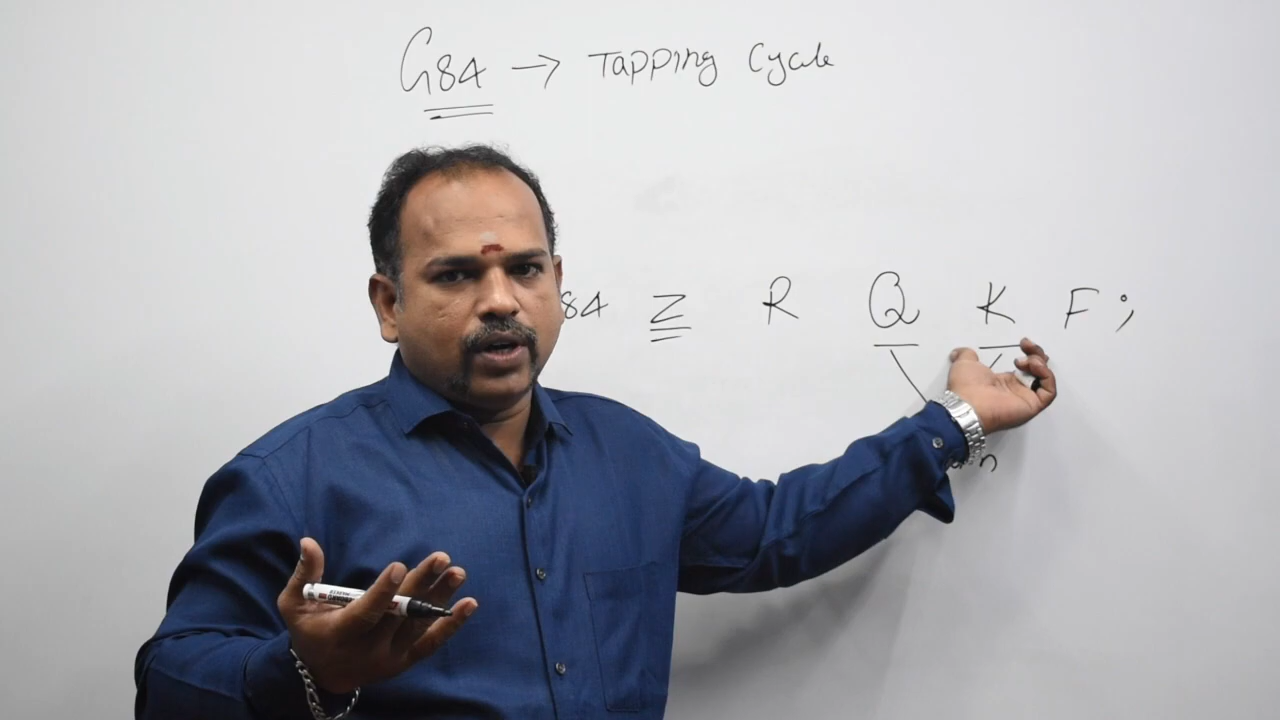 G84 → Tapping Cycle
84 Z R Q K F;
n